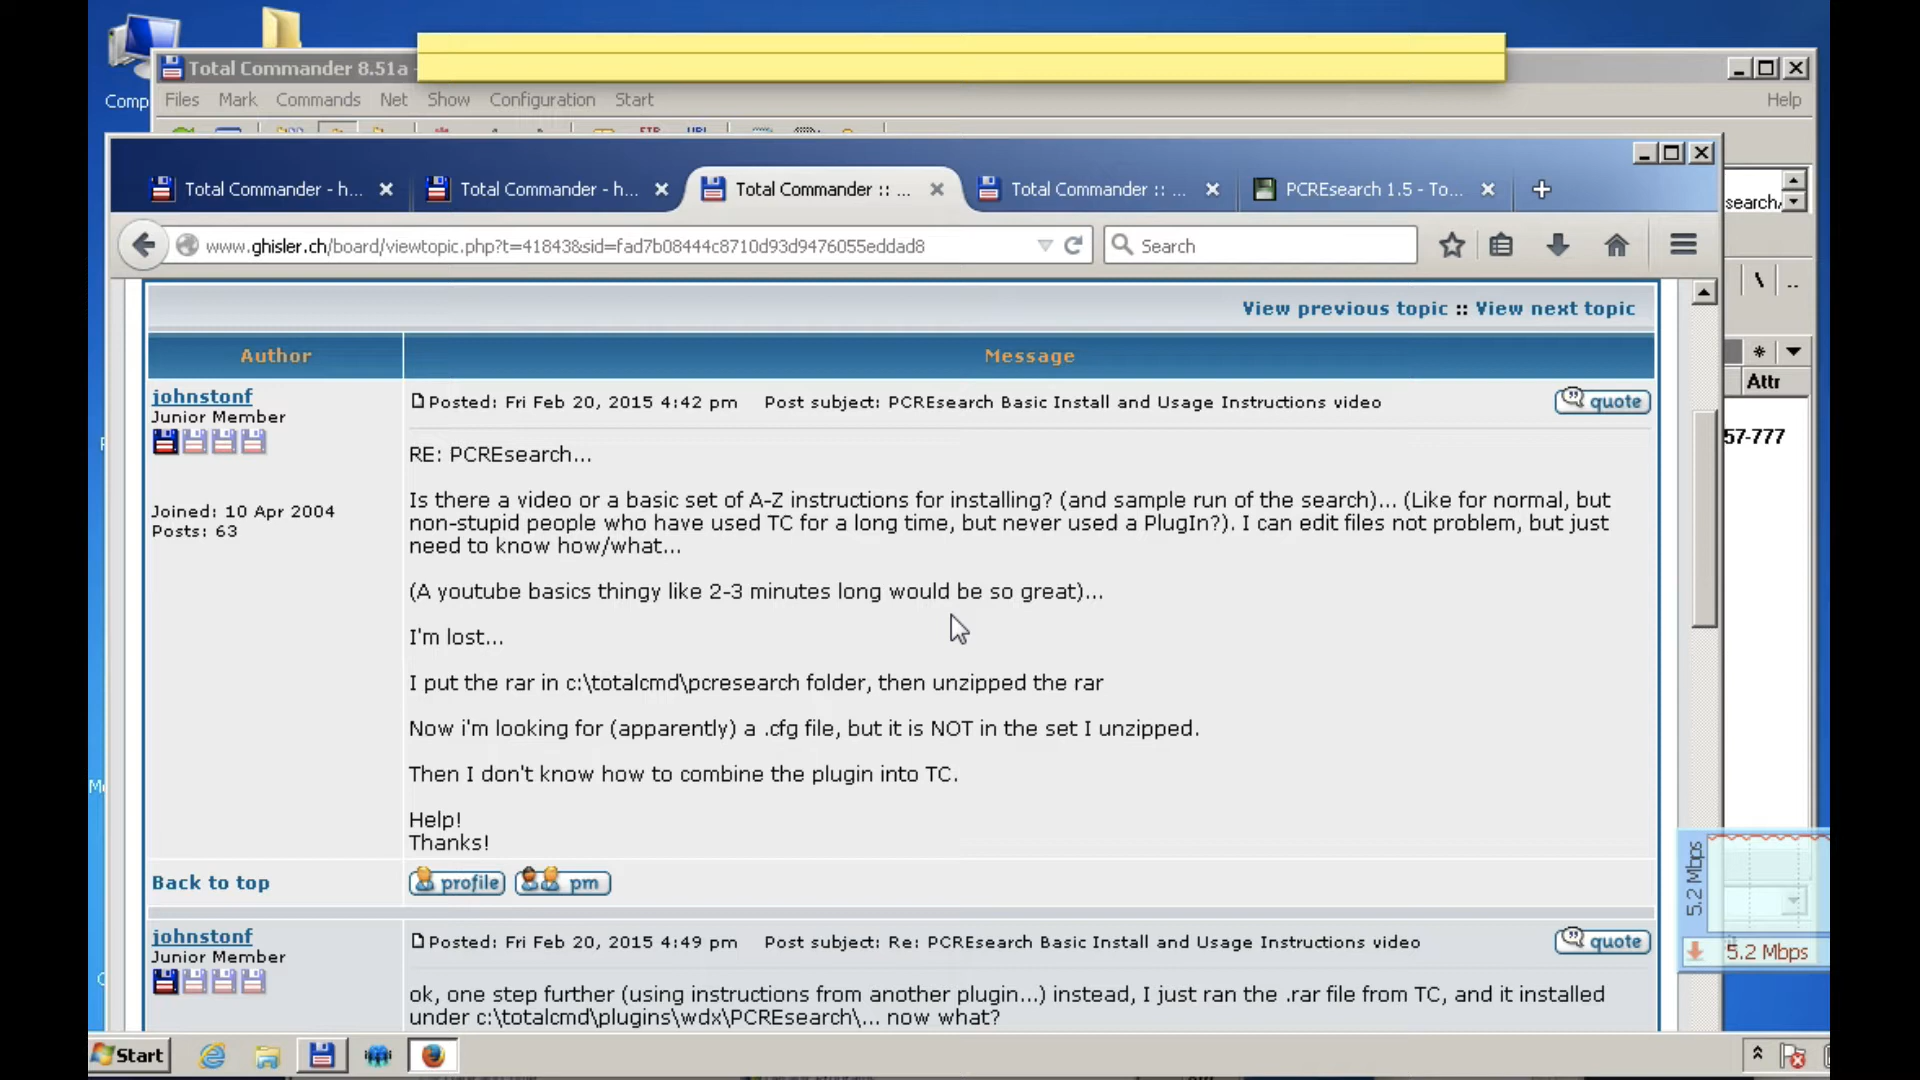 Comp
Total Commander 8.51a -
Files Mark Commands Net Show Configuration Start Help
Total Commander - h... Total Commander - h... Total Commander :: ... Total Commander :: ... PCREsearch 1.5 - To...
www.ghisler.ch/board/viewtopic.php?t=41843&sid=fad7b08444c8710d93d9476055eddad8 Search
search
\ ..
View previous topic :: View next topic
Author Message
* Attr
johnstonf
Junior Member
Posted: Fri Feb 20, 2015 4:42 pm Post subject: PCREsearch Basic Install and Usage Instructions video
quote
57-777
RE: PCREsearch...
Joined: 10 Apr 2004
Posts: 63
Is there a video or a basic set of A-Z instructions for installing? (and sample run of the search)... (Like for normal, but
non-stupid people who have used TC for a long time, but never used a PlugIn?). I can edit files not problem, but just
need to know how/what...
(A youtube basics thingy like 2-3 minutes long would be so great)...
I'm lost...
I put the rar in c:\totalcmd\pcresearch folder, then unzipped the rar
Now i'm looking for (apparently) a .cfg file, but it is NOT in the set I unzipped.
Then I don't know how to combine the plugin into TC.
Help!
Thanks!
Back to top profile pm
5.2 Mbps
5.2 Mbps
johnstonf
Junior Member
Posted: Fri Feb 20, 2015 4:49 pm Post subject: Re: PCREsearch Basic Install and Usage Instructions video
quote
ok, one step further (using instructions from another plugin...) instead, I just ran the .rar file from TC, and it installed
under c:\totalcmd\plugins\wdx\PCREsearch\... now what?
Start